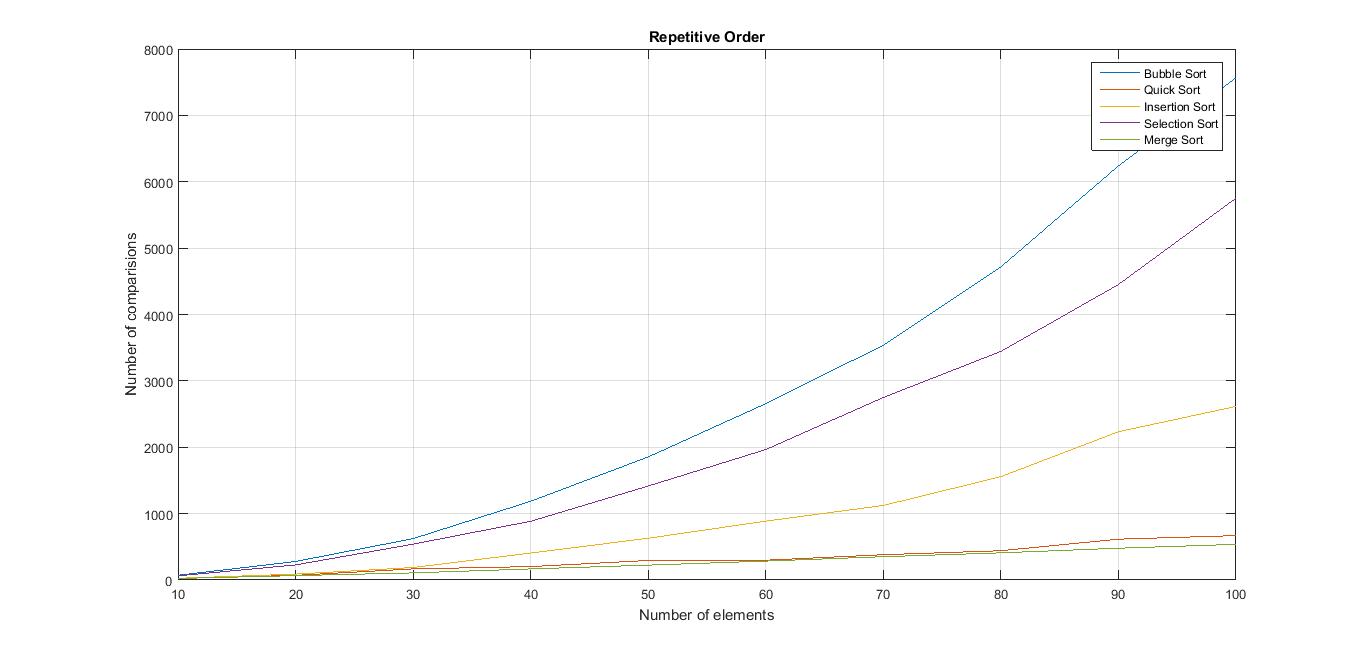 Repetitive Order
8000
7000
6000
5000
4000
3000
2000
1000
0
Number of comparisions
Bubble Sort
Quick Sort
Insertion Sort
Selection Sort
Merge Sort
10 20 30 40 50 60 70 80 90 100
Number of elements